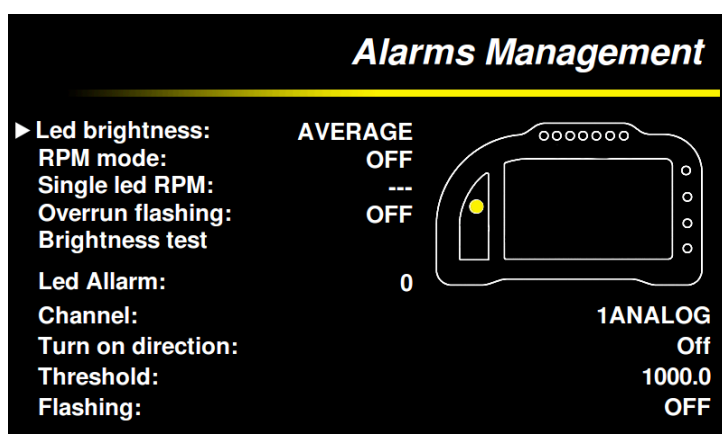 Alarms Management
Led brightness: AVERAGE
RPM mode: OFF
Single led RPM: ---
Overrun flashing: OFF
Brightness test
Led Allarm: 0
Channel: 1ANALOG
Turn on direction: Off
Threshold: 1000.0
Flashing: OFF